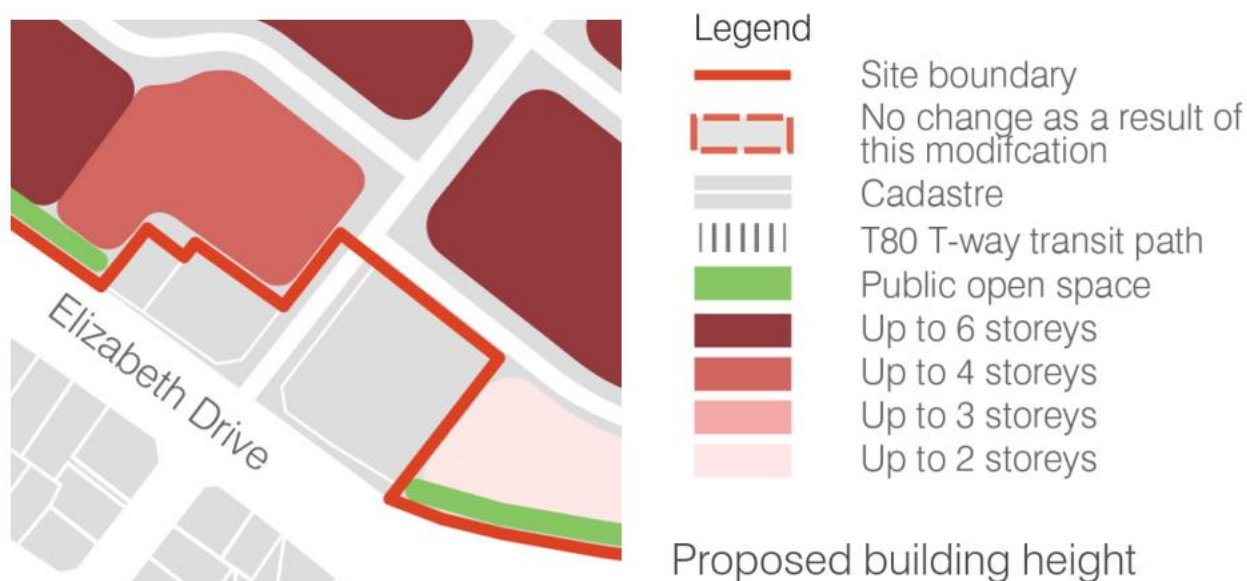 Elizabeth Drive
Legend
Site boundary
No change as a result of
this modifcation
Cadastre
T80 T-way transit path
Public open space
Up to 6 storeys
Up to 4 storeys
Up to 3 storeys
Up to 2 storeys
Proposed building height